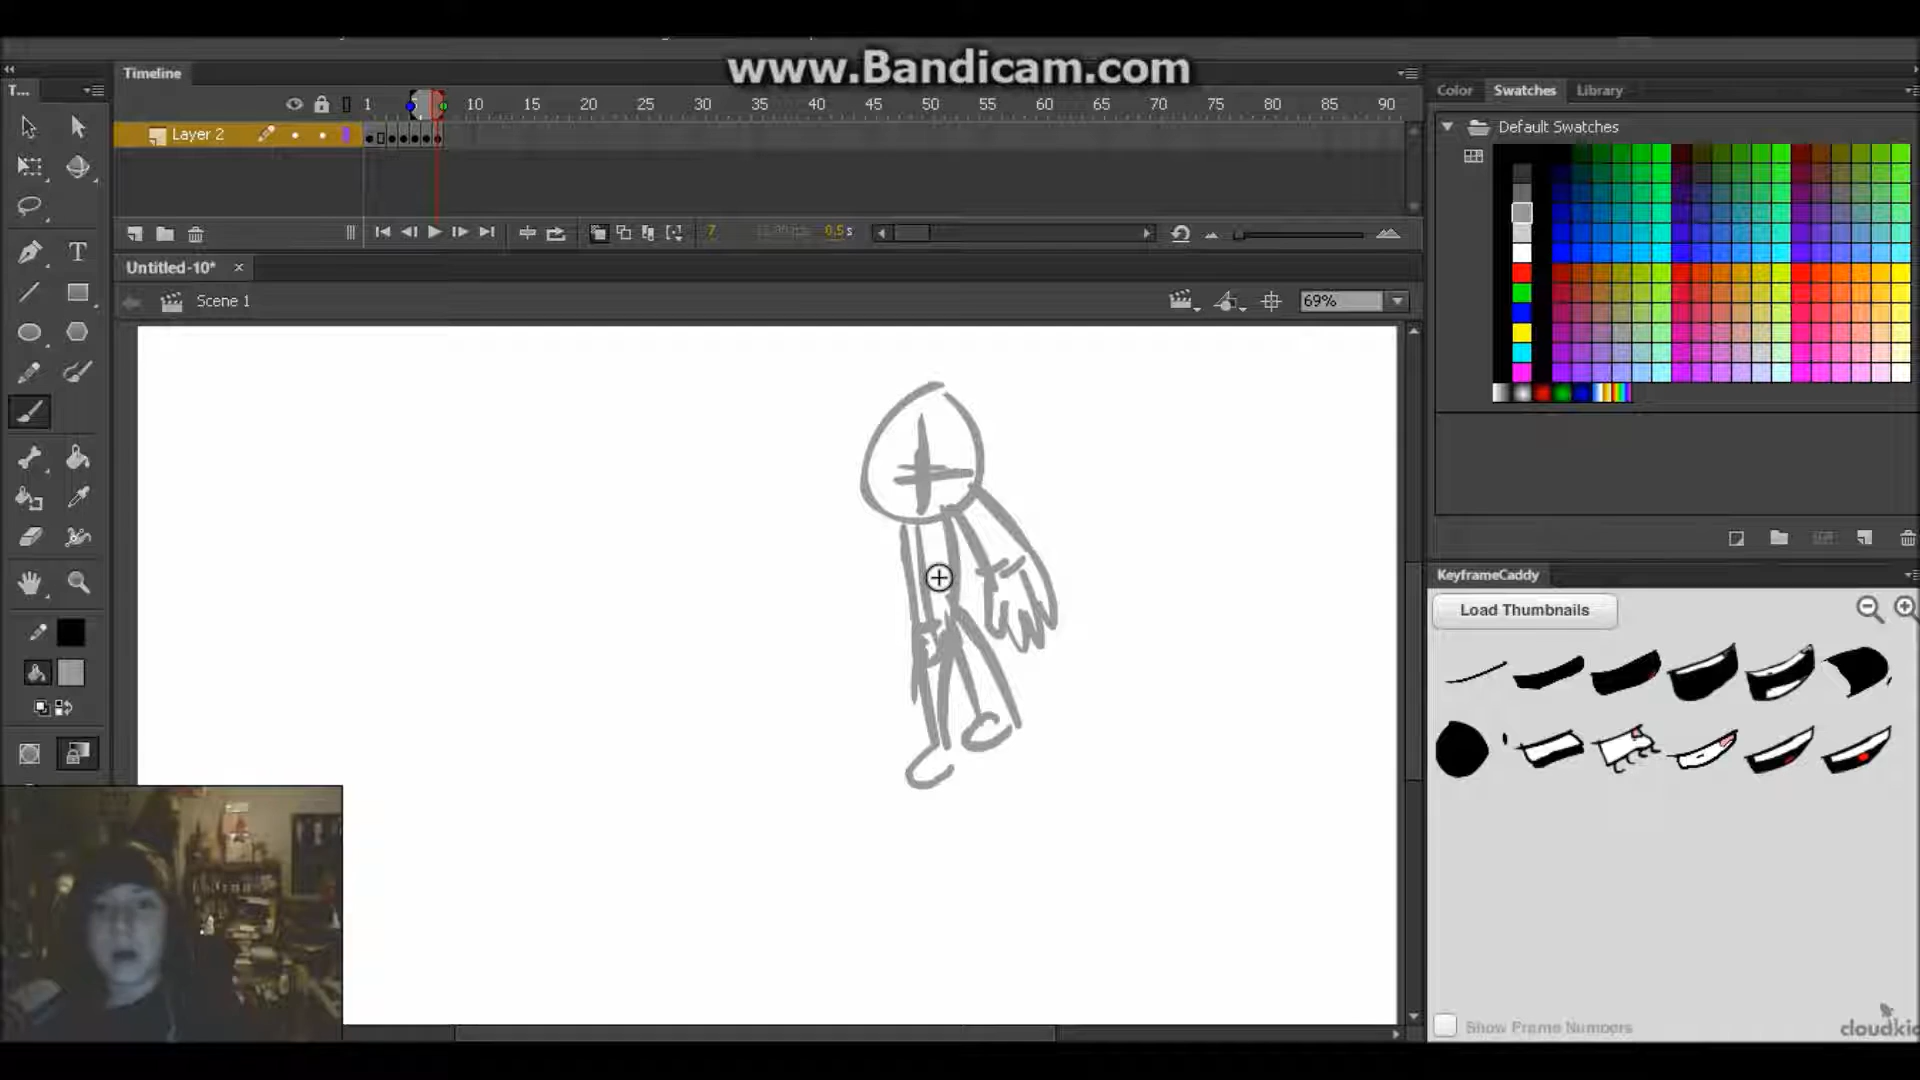 www.Bandicam.com
Timeline
T...
Color
Swatches
Library
1
10
15
20
25
30
35
40
45
50
55
60
65
70
75
80
85
90
Default Swatches
Layer 2
7
0.5s
Untitled-10*
Scene 1
69%
KeyframeCaddy
Load Thumbnails
Show Frame Numbers
cloudkid